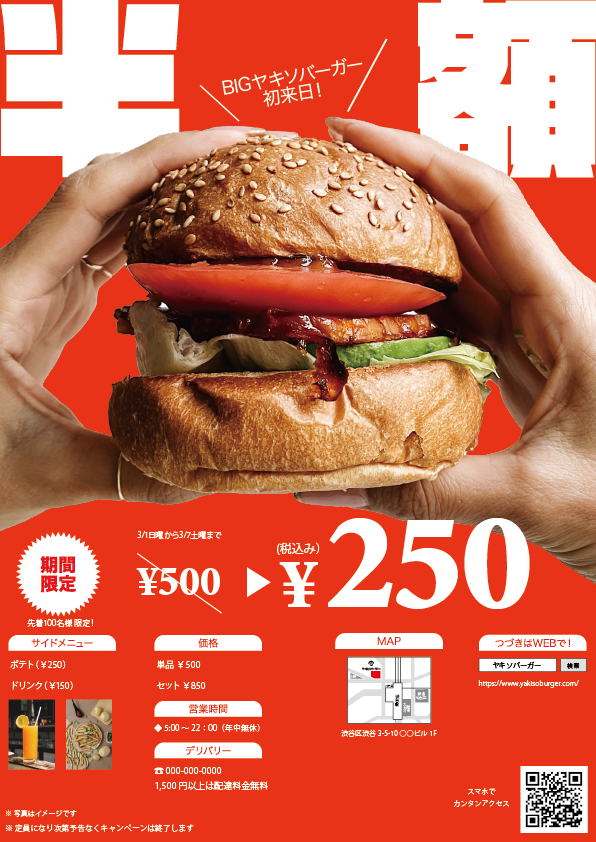 半額
BIGヤキソバーガー
初来日！
期間
限定
先着100名様 限定！
3/1日曜から3/7土曜まで
¥500
(税込み)
¥250
サイドメニュー
ポテト（￥250）
ドリンク（￥150）
価格
単品 ￥500
セット ￥850
営業時間
◆ 5:00 〜 22：00（年中無休）
デリバリー
☎ 000-000-0000
1,500 円以上は配達料金無料
MAP
渋谷区渋谷 3-5-10 〇〇ビル 1F
つづきはWEBで！
ヤキソバーガー 検索
https://www.yakisoburger.com/
スマホで
カンタンアクセス
※ 写真はイメージです
※ 定員になり次第予告なくキャンペーンは終了します